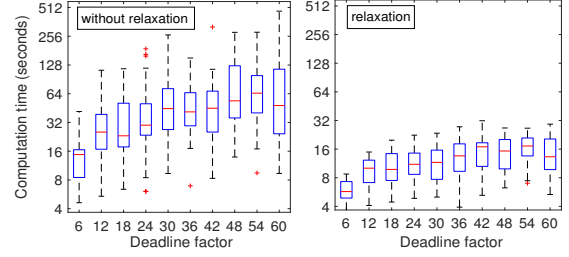 512
256
128
64
32
16
8
4
Computation time (seconds)
without relaxation
6 12 18 24 30 36 42 48 54 60
Deadline factor
512
256
128
64
32
16
8
4
relaxation
6 12 18 24 30 36 42 48 54 60
Deadline factor